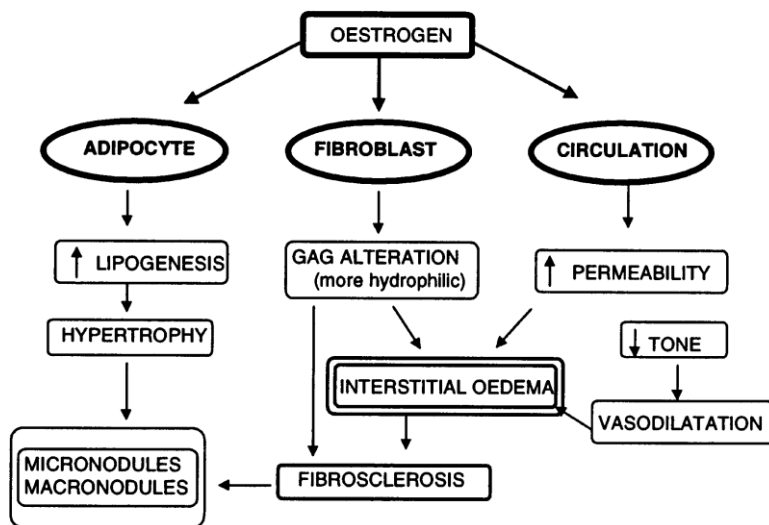 OESTROGEN
ADIPOCYTE
FIBROBLAST
CIRCULATION
↑ LIPOGENESIS
GAG ALTERATION
(more hydrophilic)
↑ PERMEABILITY
HYPERTROPHY
↓ TONE
INTERSTITIAL OEDEMA
VASODILATATION
MICRONODULES
MACRONODULES
FIBROSCLEROSIS